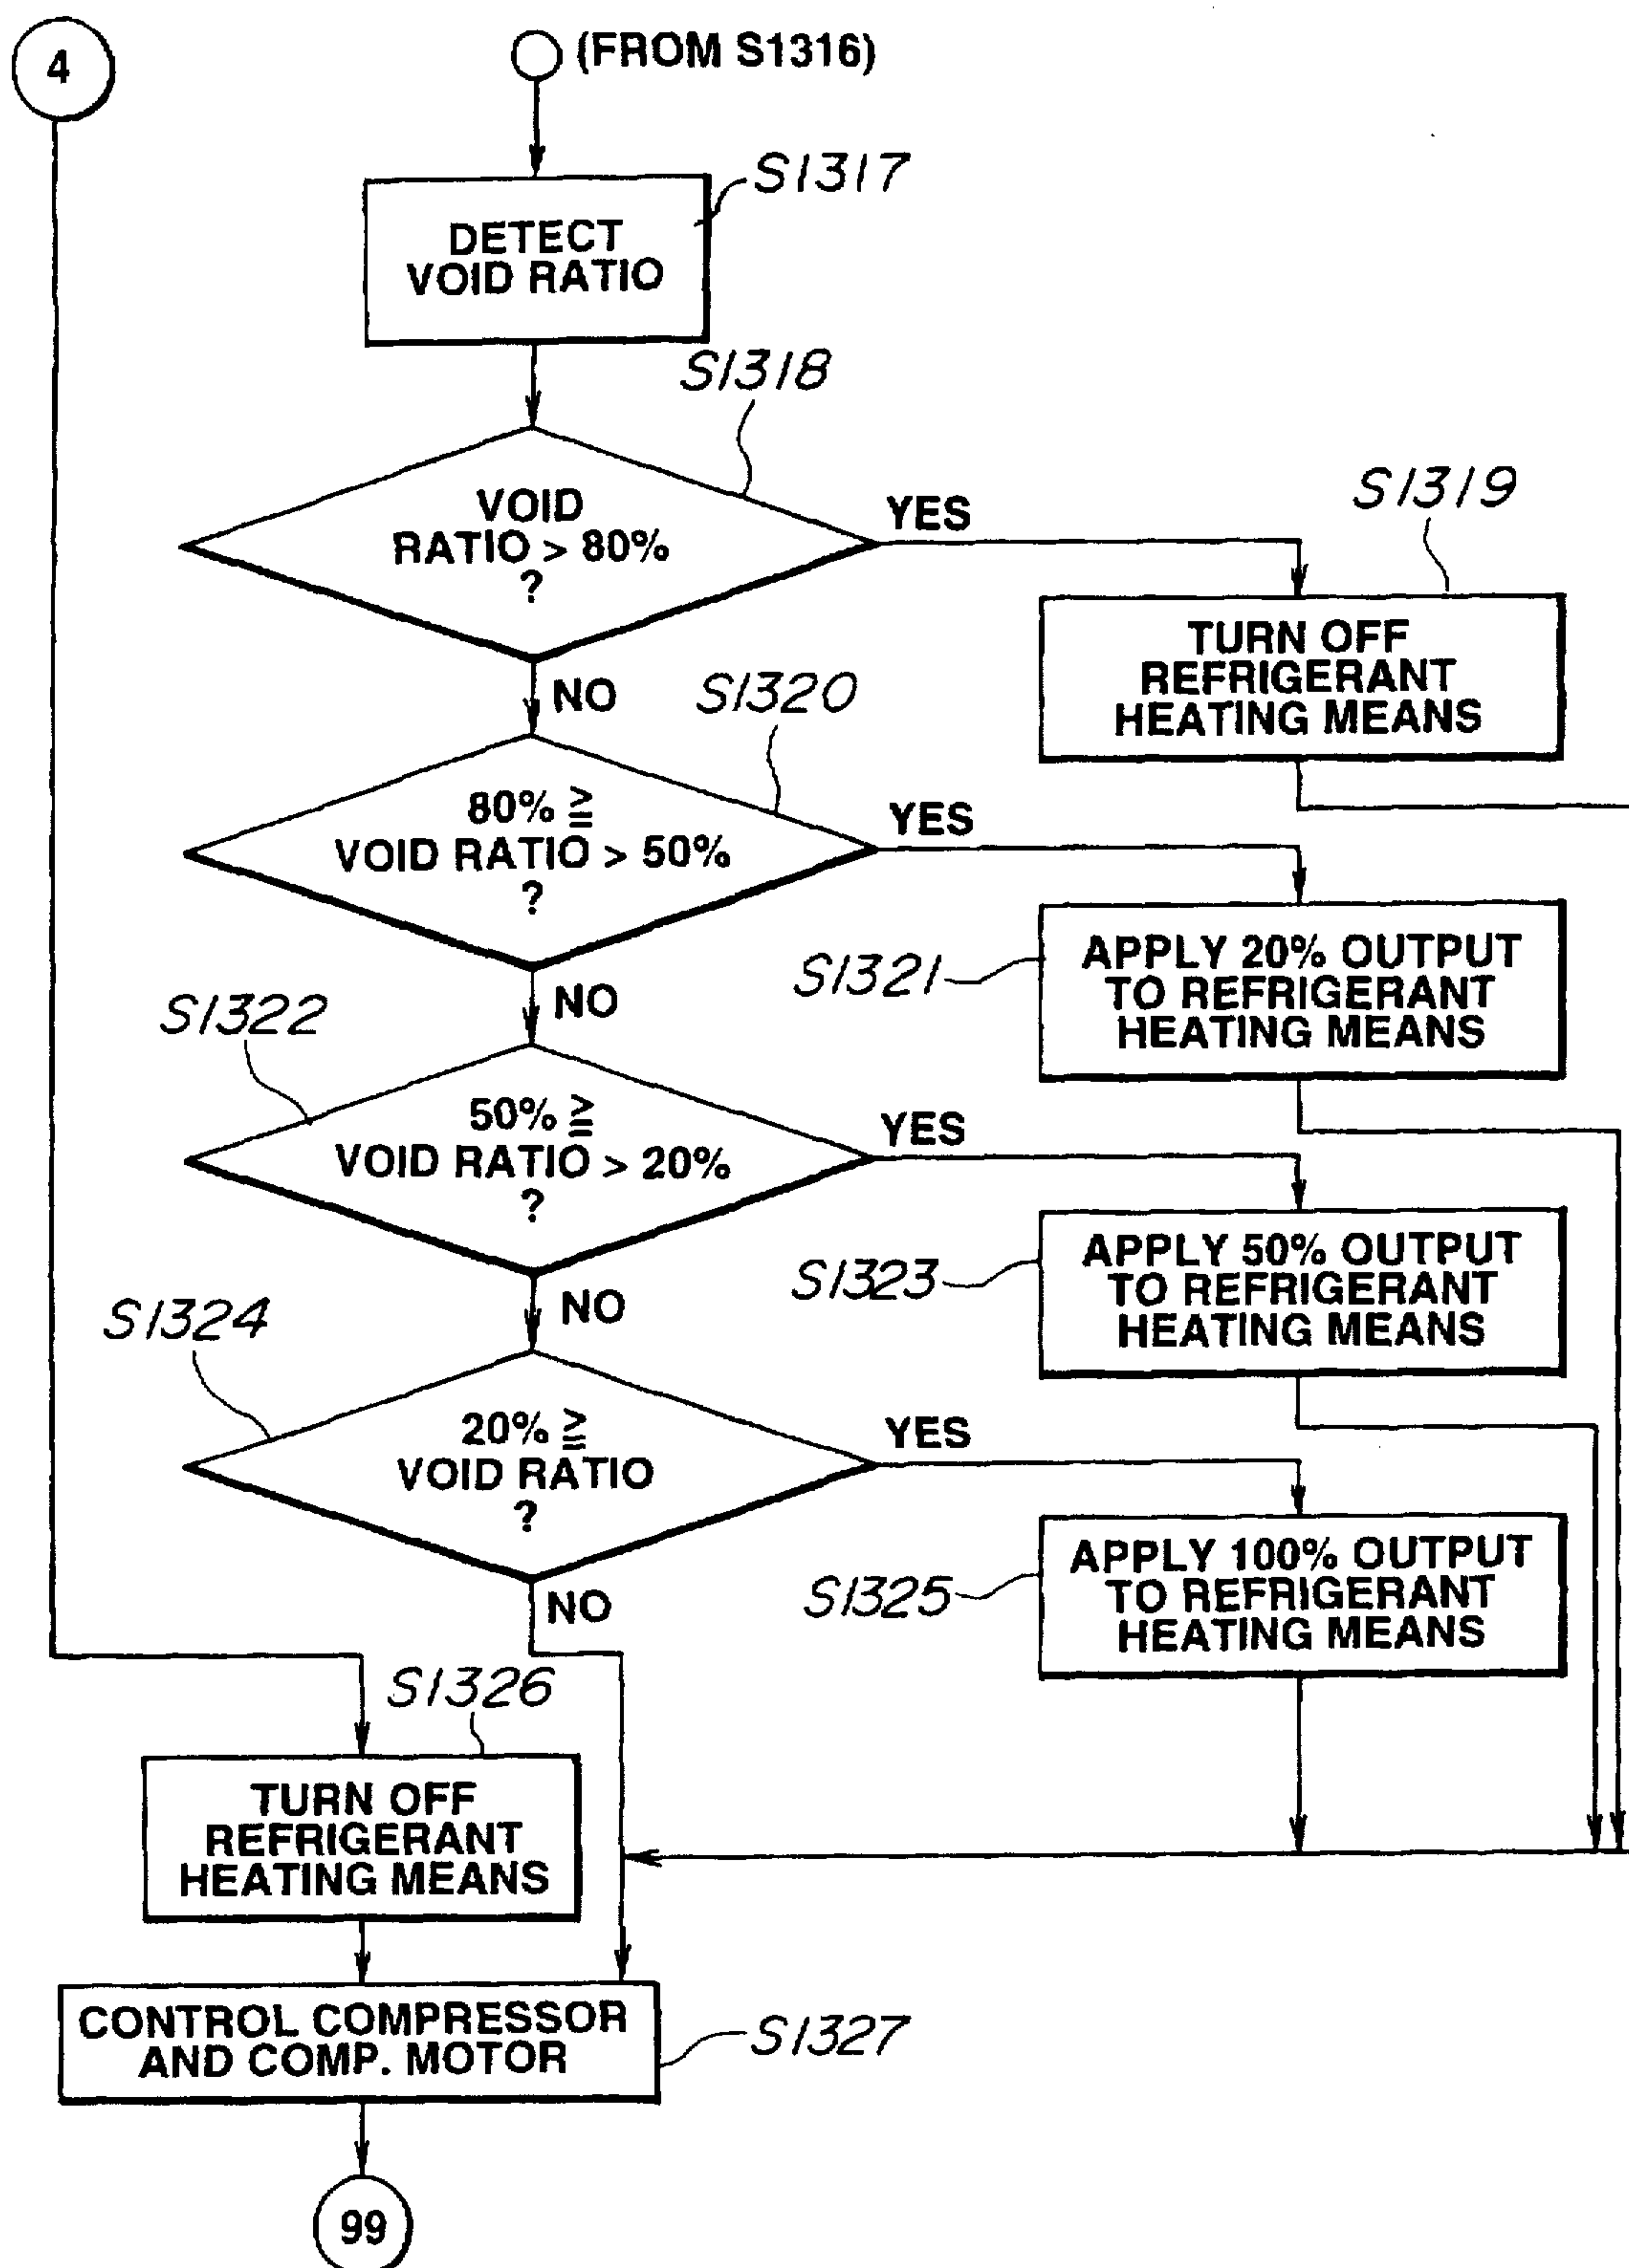 4
(FROM S1316)
S1317
DETECT
VOID RATIO
S1318
VOID
RATIO > 80%
?
YES
S1319
TURN OFF
REFRIGERANT
HEATING MEANS
NO
S1320
80% ≧
VOID RATIO > 50%
?
YES
S1321
APPLY 20% OUTPUT
TO REFRIGERANT
HEATING MEANS
NO
S1322
50% ≧
VOID RATIO > 20%
?
YES
S1323
APPLY 50% OUTPUT
TO REFRIGERANT
HEATING MEANS
NO
S1324
20% ≧
VOID RATIO
?
YES
S1325
APPLY 100% OUTPUT
TO REFRIGERANT
HEATING MEANS
NO
S1326
TURN OFF
REFRIGERANT
HEATING MEANS
CONTROL COMPRESSOR
AND COMP. MOTOR
S1327
99